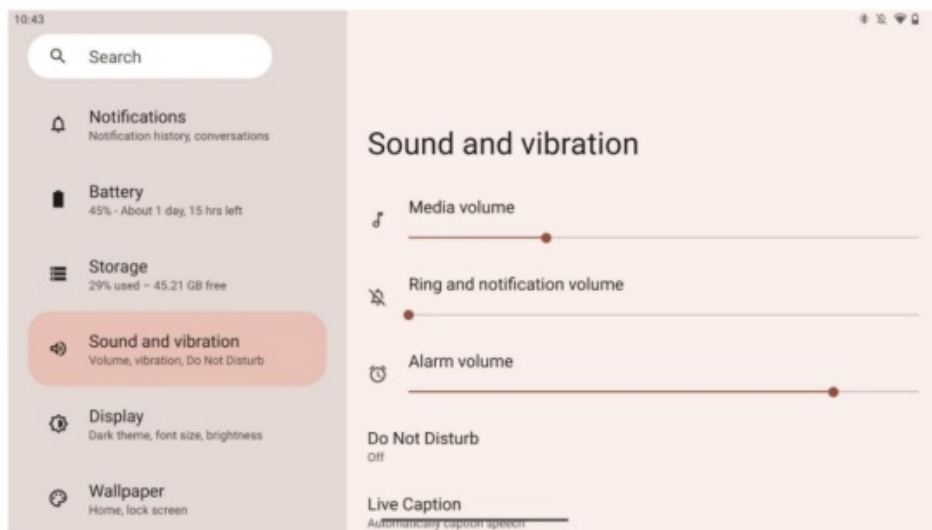 10:43
Search
Notifications
Notification history, conversations
Battery
45% - About 1 day, 15 hrs left
Storage
29% used – 45.21 GB free
Sound and vibration
Volume, vibration, Do Not Disturb
Display
Dark theme, font size, brightness
Wallpaper
Home, lock screen
Sound and vibration
Media volume
Ring and notification volume
Alarm volume
Do Not Disturb
Off
Live Caption
Automatically caption speech